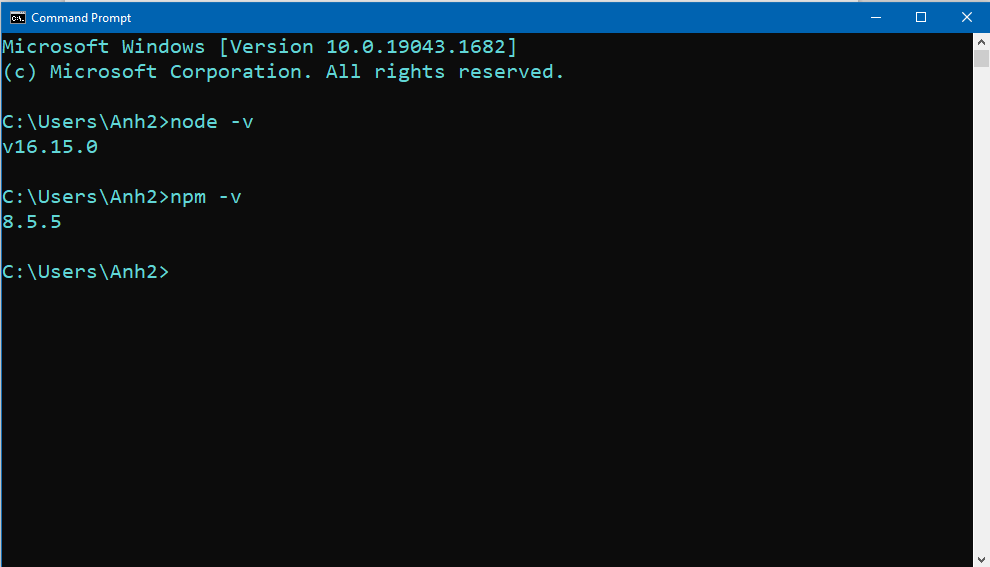 Command Prompt
Microsoft Windows [Version 10.0.19043.1682]
(c) Microsoft Corporation. All rights reserved.
C:\Users\Anh2>node -v
v16.15.0
C:\Users\Anh2>npm -v
8.5.5
C:\Users\Anh2>